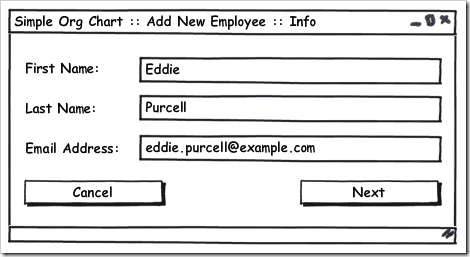 Simple Org Chart :: Add New Employee :: Info
First Name: Eddie
Last Name: Purcell
Email Address: eddie.purcell@example.com
Cancel Next